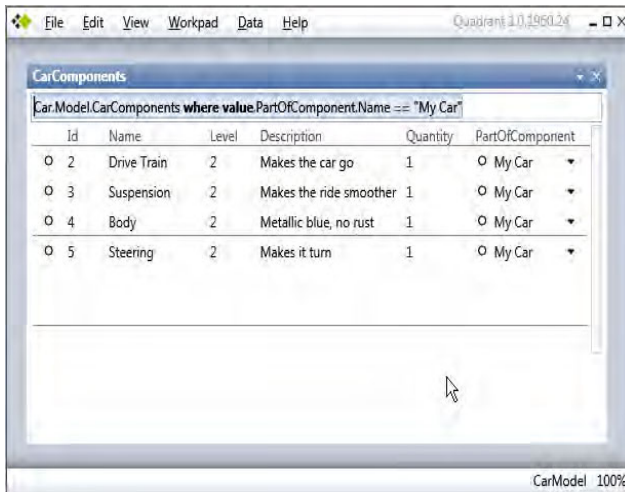 File Edit View Workpad Data Help Quadrant 1.0.1960.24
CarComponents
Car.Model.CarComponents where value.PartOfComponent.Name == "My Car"
Id Name Level Description Quantity PartOfComponent
2 Drive Train 2 Makes the car go 1 My Car
3 Suspension 2 Makes the ride smoother 1 My Car
4 Body 2 Metallic blue, no rust 1 My Car
5 Steering 2 Makes it turn 1 My Car
CarModel 100%